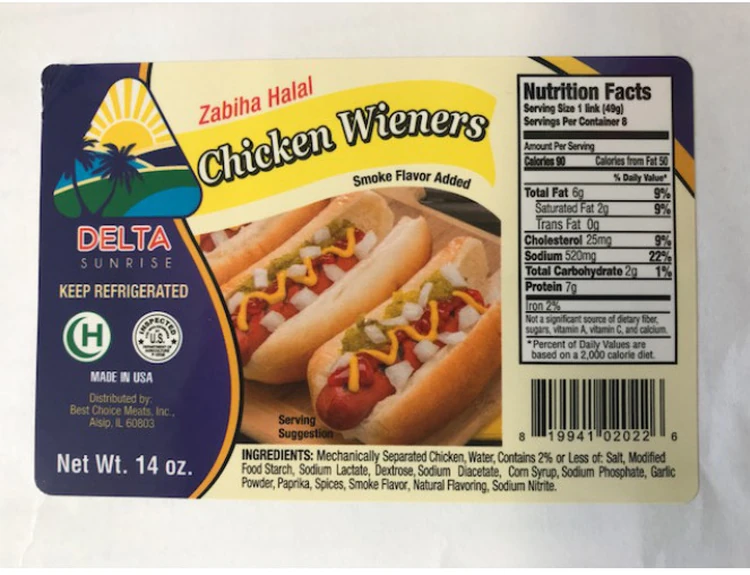 Zabiha Halal
Chicken Wieners
Smoke Flavor Added
DELTA
SUNRISE
KEEP REFRIGERATED
H
INSPECTED
U.S.
DEPARTMENT OF
AGRICULTURE
MADE IN USA
Distributed by:
Best Choice Meats, Inc.,
Alsip, IL 60803
Net Wt. 14 oz.
Serving
Suggestion
Nutrition Facts
Serving Size 1 link (49g)
Servings Per Container 8
Amount Per Serving
Calories 90 Calories from Fat 50
% Daily Value*
Total Fat 6g 9%
Saturated Fat 2g 9%
Trans Fat 0g
Cholesterol 25mg 9%
Sodium 520mg 22%
Total Carbohydrate 2g 1%
Protein 7g
Iron 2%
Not a significant source of dietary fiber,
sugars, vitamin A, vitamin C, and calcium.
*Percent of Daily Values are
based on a 2,000 calorie diet.
8 19941 02022 6
INGREDIENTS: Mechanically Separated Chicken, Water, Contains 2% or Less of: Salt, Modified
Food Starch, Sodium Lactate, Dextrose, Sodium Diacetate, Corn Syrup, Sodium Phosphate, Garlic
Powder, Paprika, Spices, Smoke Flavor, Natural Flavoring, Sodium Nitrite.